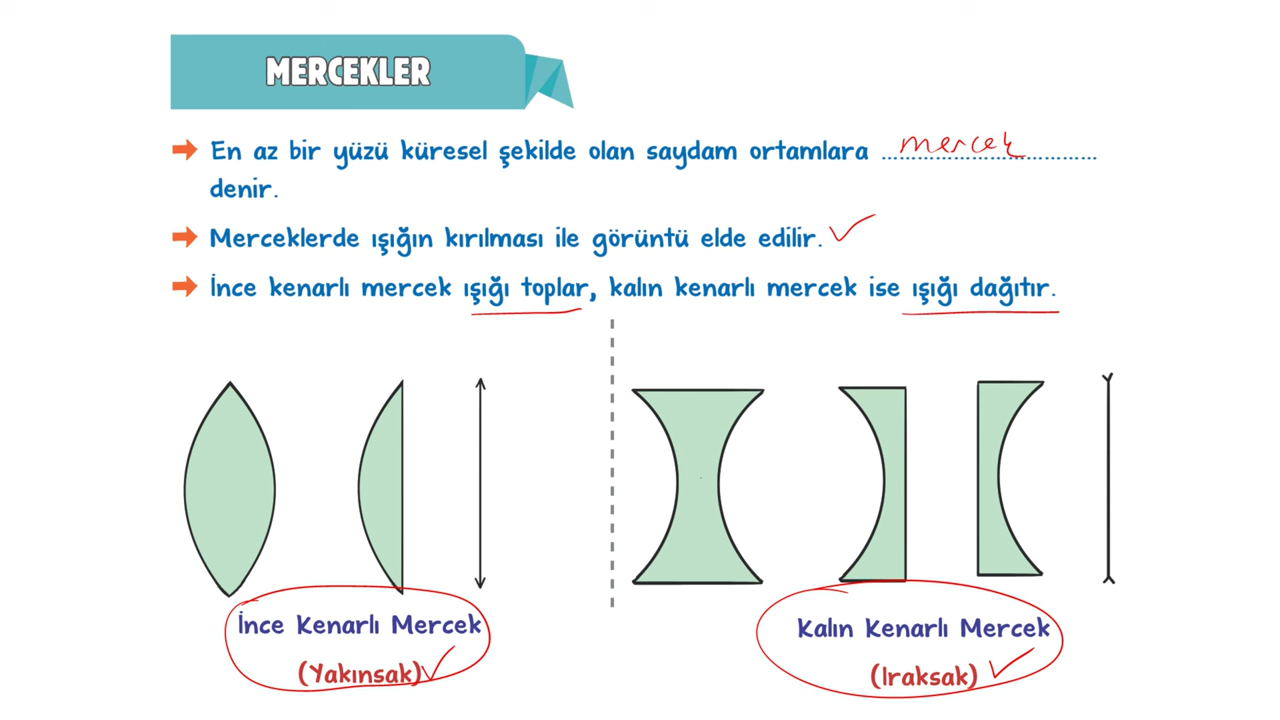 MERCEKLER
En az bir yüzü küresel şekilde olan saydam ortamlara mercek
denir.
Merceklerde ışığın kırılması ile görüntü elde edilir.
İnce kenarlı mercek ışığı toplar, kalın kenarlı mercek ise ışığı dağıtır.
İnce Kenarlı Mercek
(Yakınsak)
Kalın Kenarlı Mercek
(Iraksak)